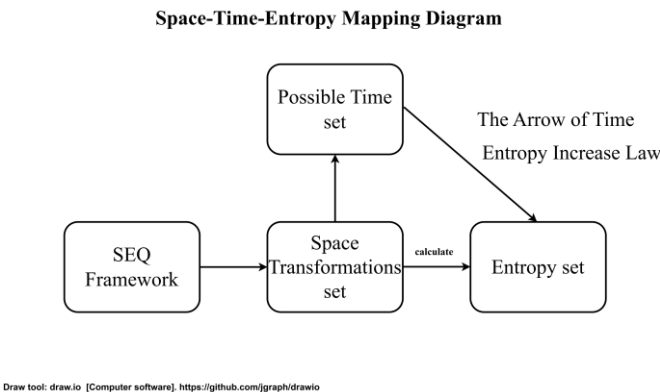 Space-Time-Entropy Mapping Diagram
Possible Time
set
The Arrow of Time
Entropy Increase Law
SEQ
Framework
Space
Transformations
set
calculate
Entropy set
Draw tool: draw.io [Computer software]. https://github.com/jgraph/drawio